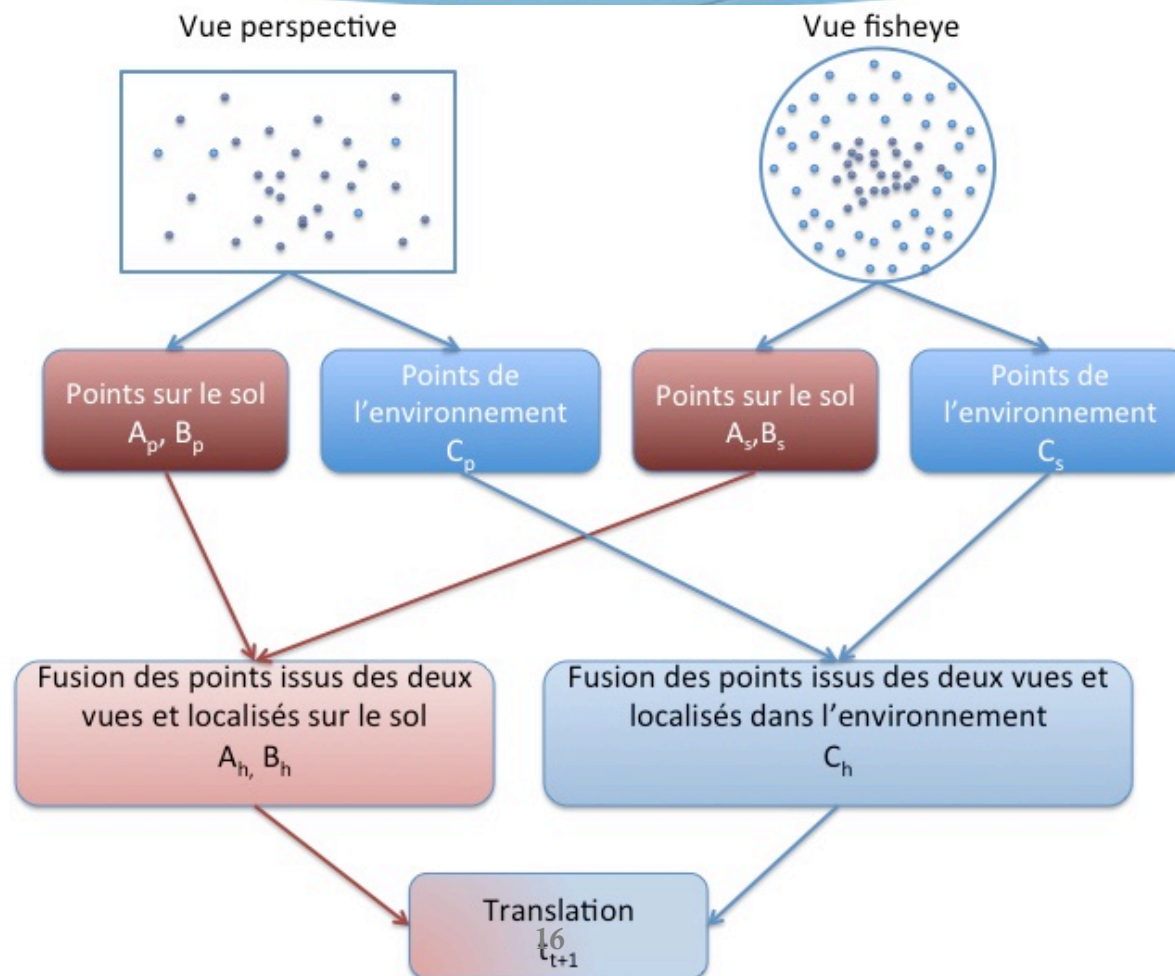 Vue perspective
Vue fisheye
Points sur le sol
A_p, B_p
Points de
l'environnement
C_p
Points sur le sol
A_s,B_s
Points de
l'environnement
C_s
Fusion des points issus des deux
vues et localisés sur le sol
A_h, B_h
Fusion des points issus des deux vues et
localisés dans l'environnement
C_h
Translation
16
t_{t+1}